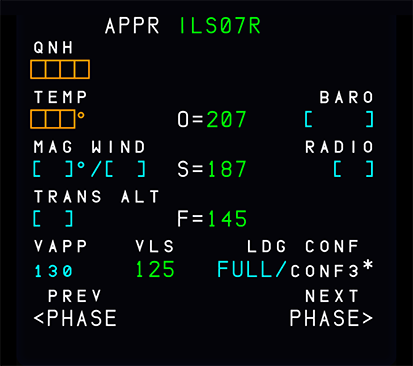 APPR ILS07R
QNH
TEMP BARO
° O=207 [ ]
MAG WIND RADIO
[ ]°/[ ] S=187 [ ]
TRANS ALT
[ ] F=145
VAPP VLS LDG CONF
130 125 FULL/CONF3*
PREV NEXT
<PHASE PHASE>